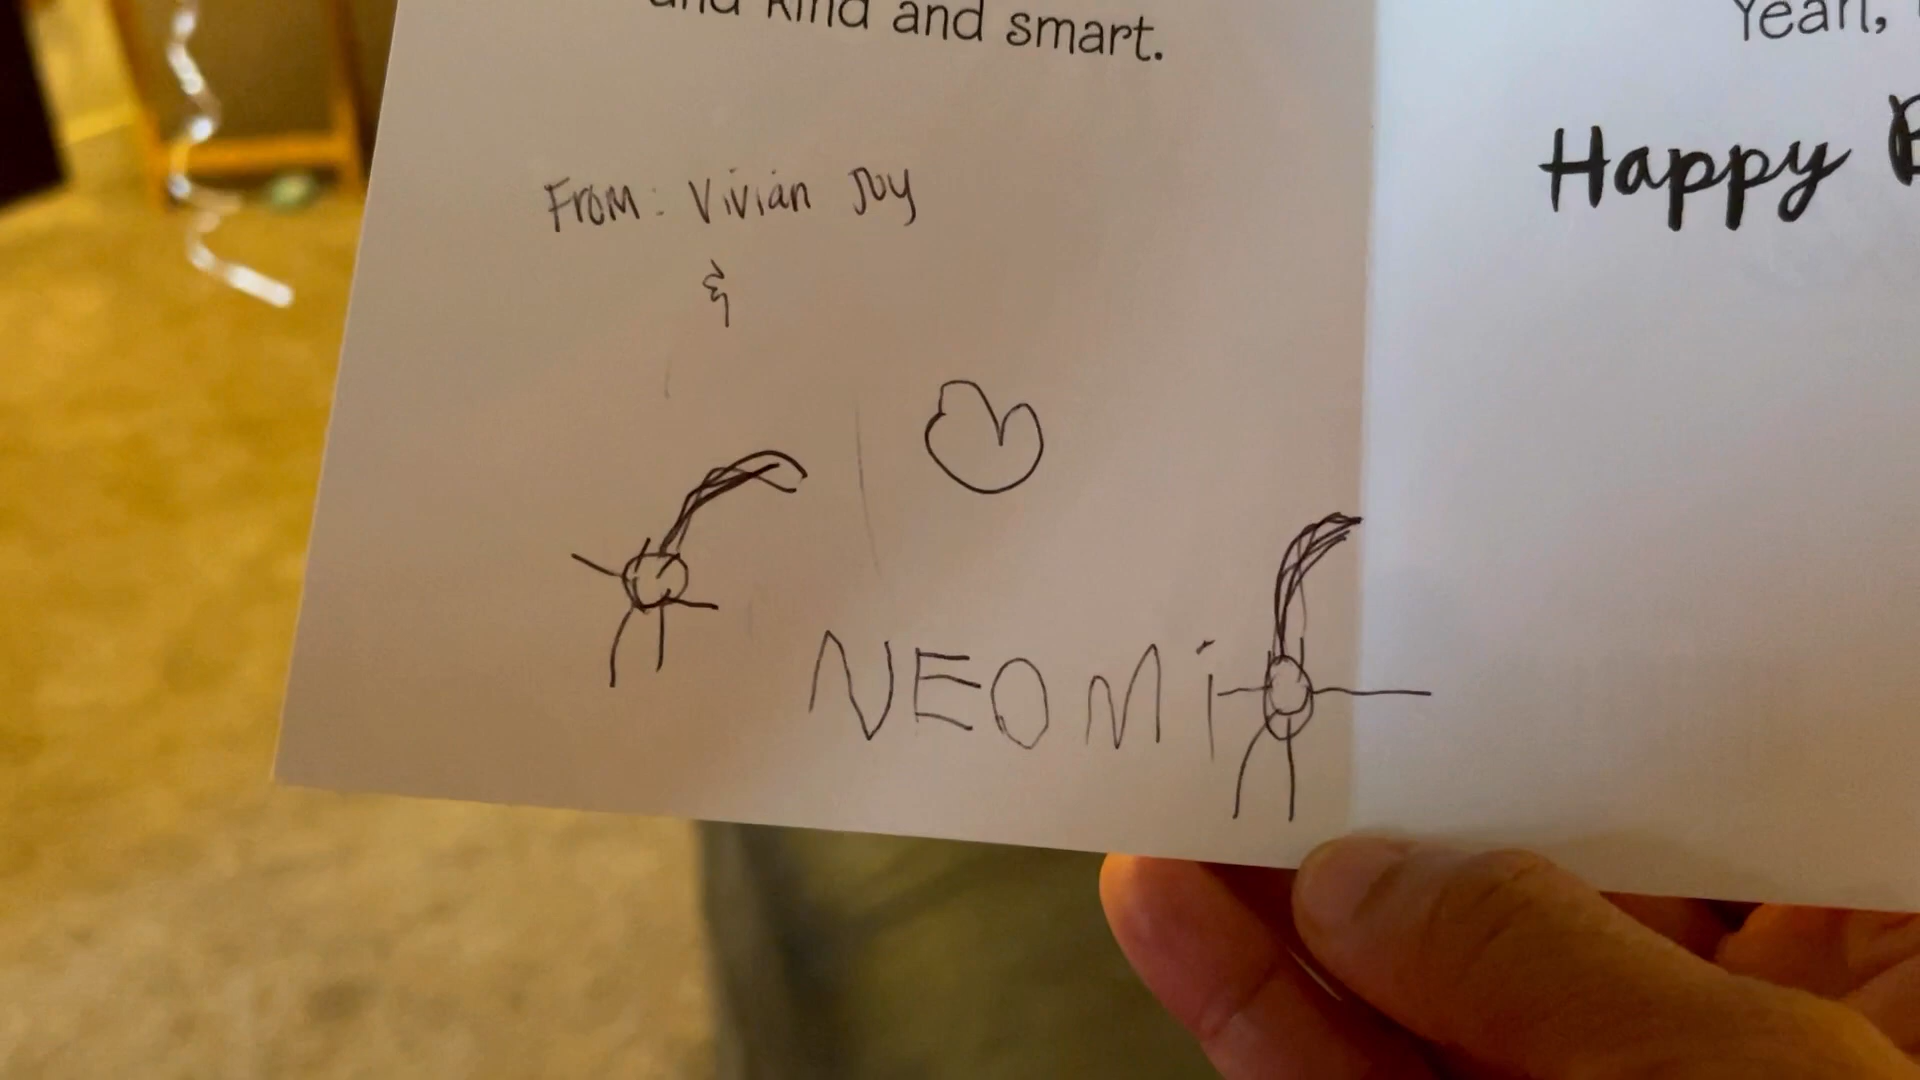 and kind and smart.
From: Vivian Joy
&
NEOMi
Yeah,
Happy